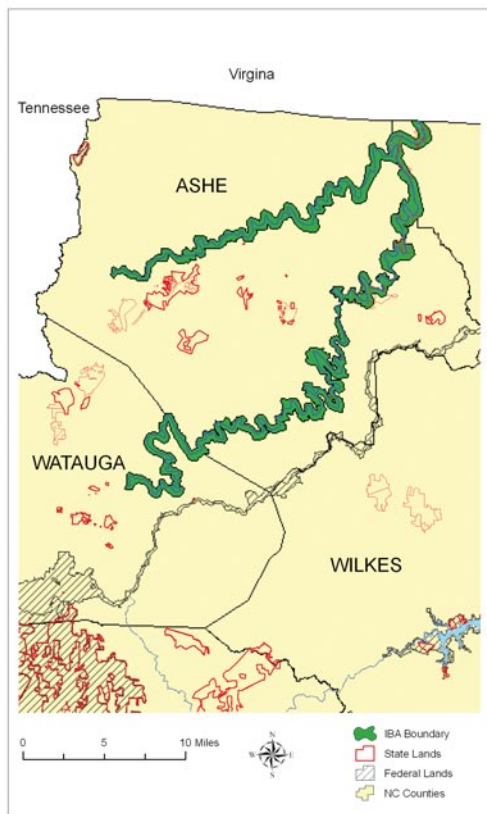 Virgina
Tennessee
ASHE
WATAUGA
WILKES
0 5 10 Miles
N
W E
S
IBA Boundary
State Lands
Federal Lands
NC Counties